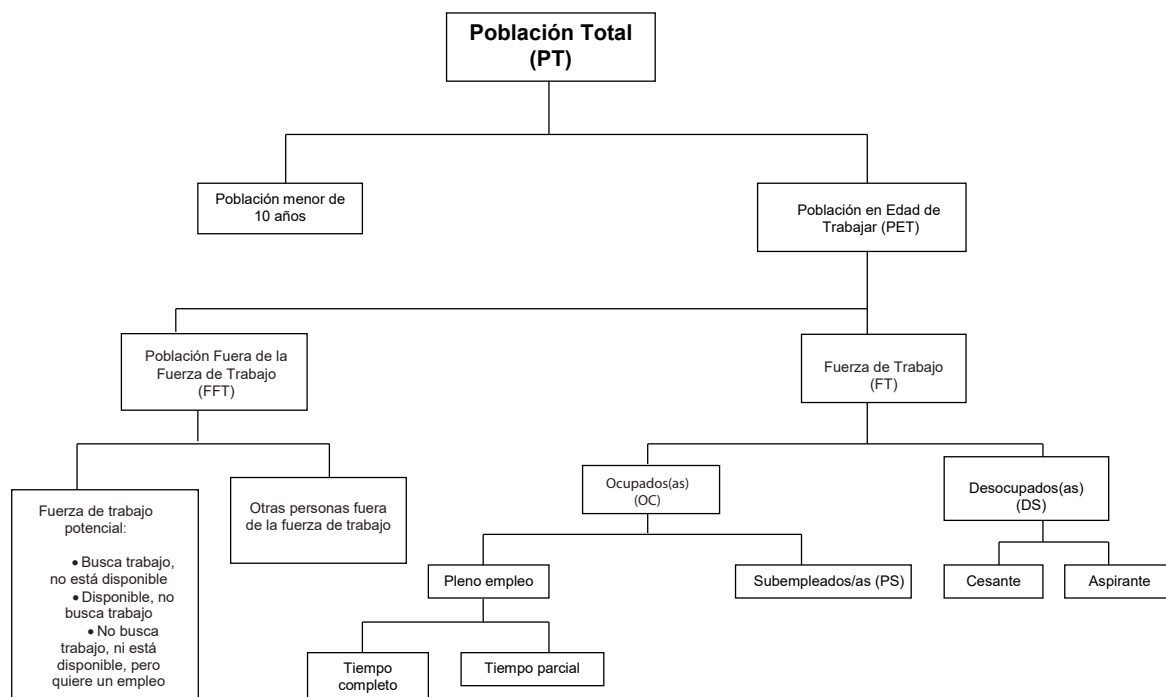 Población Total
(PT)
Población menor de
10 años
Población en Edad de
Trabajar (PET)
Población Fuera de la
Fuerza de Trabajo
(FFT)
Fuerza de Trabajo
(FT)
Fuerza de trabajo
potencial:
• Busca trabajo,
no está disponible
• Disponible, no
busca trabajo
• No busca
trabajo, ni está
disponible, pero
quiere un empleo
Otras personas fuera
de la fuerza de trabajo
Ocupados(as)
(OC)
Desocupados(as)
(DS)
Pleno empleo
Subempleados/as (PS)
Cesante
Aspirante
Tiempo
completo
Tiempo parcial